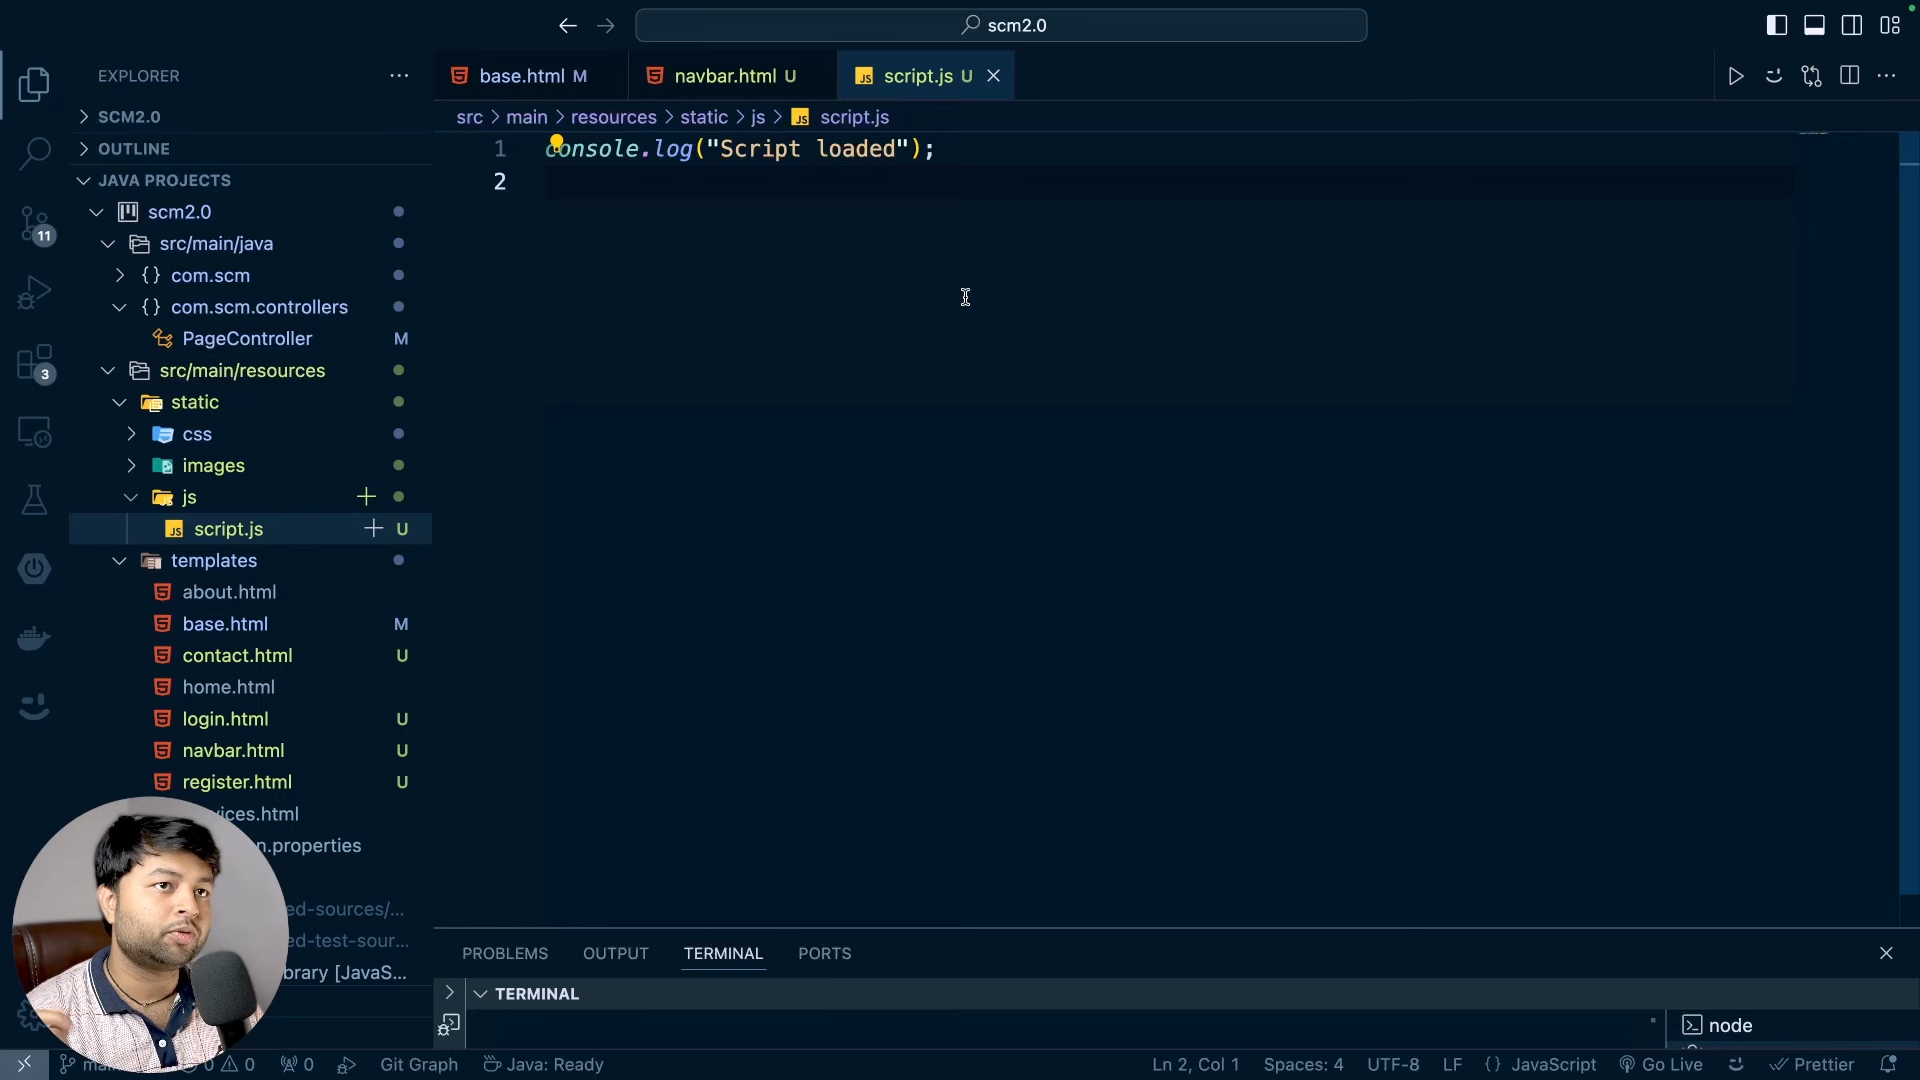 scm2.0
EXPLORER
base.html M
navbar.html U
script.js U
SCM2.0
src > main > resources > static > js > JS script.js
OUTLINE
1 console.log("Script loaded");
JAVA PROJECTS
2
scm2.0
11
src/main/java
com.scm
com.scm.controllers
PageController M
3
src/main/resources
static
css
images
js
JS script.js U
templates
about.html
base.html M
contact.html U
home.html
login.html U
navbar.html U
register.html U
ices.html
n.properties
ed-sources/...
ed-test-sour...
brary [JavaS...
PROBLEMS OUTPUT TERMINAL PORTS
TERMINAL
node
0 0 0 Git Graph Java: Ready Ln 2, Col 1 Spaces: 4 UTF-8 LF {} JavaScript Go Live Prettier